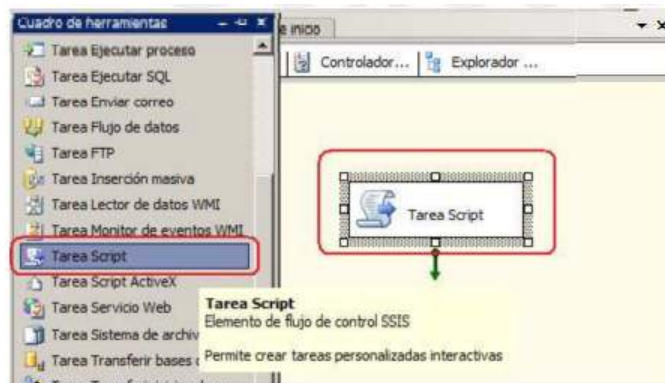 Cuadro de herramientas
Tarea Ejecutar proceso
Tarea Ejecutar SQL
Tarea Enviar correo
Tarea Flujo de datos
Tarea FTP
Tarea Inserción masiva
Tarea Lector de datos WMI
Tarea Monitor de eventos WMI
Tarea Script
Tarea Script ActiveX
Tarea Servicio Web
Tarea Sistema de archiv
Tarea Transferir bases
e inicio
Controlador... Explorador ...
Tarea Script
Tarea Script
Elemento de flujo de control SSIS
Permite crear tareas personalizadas interactivas